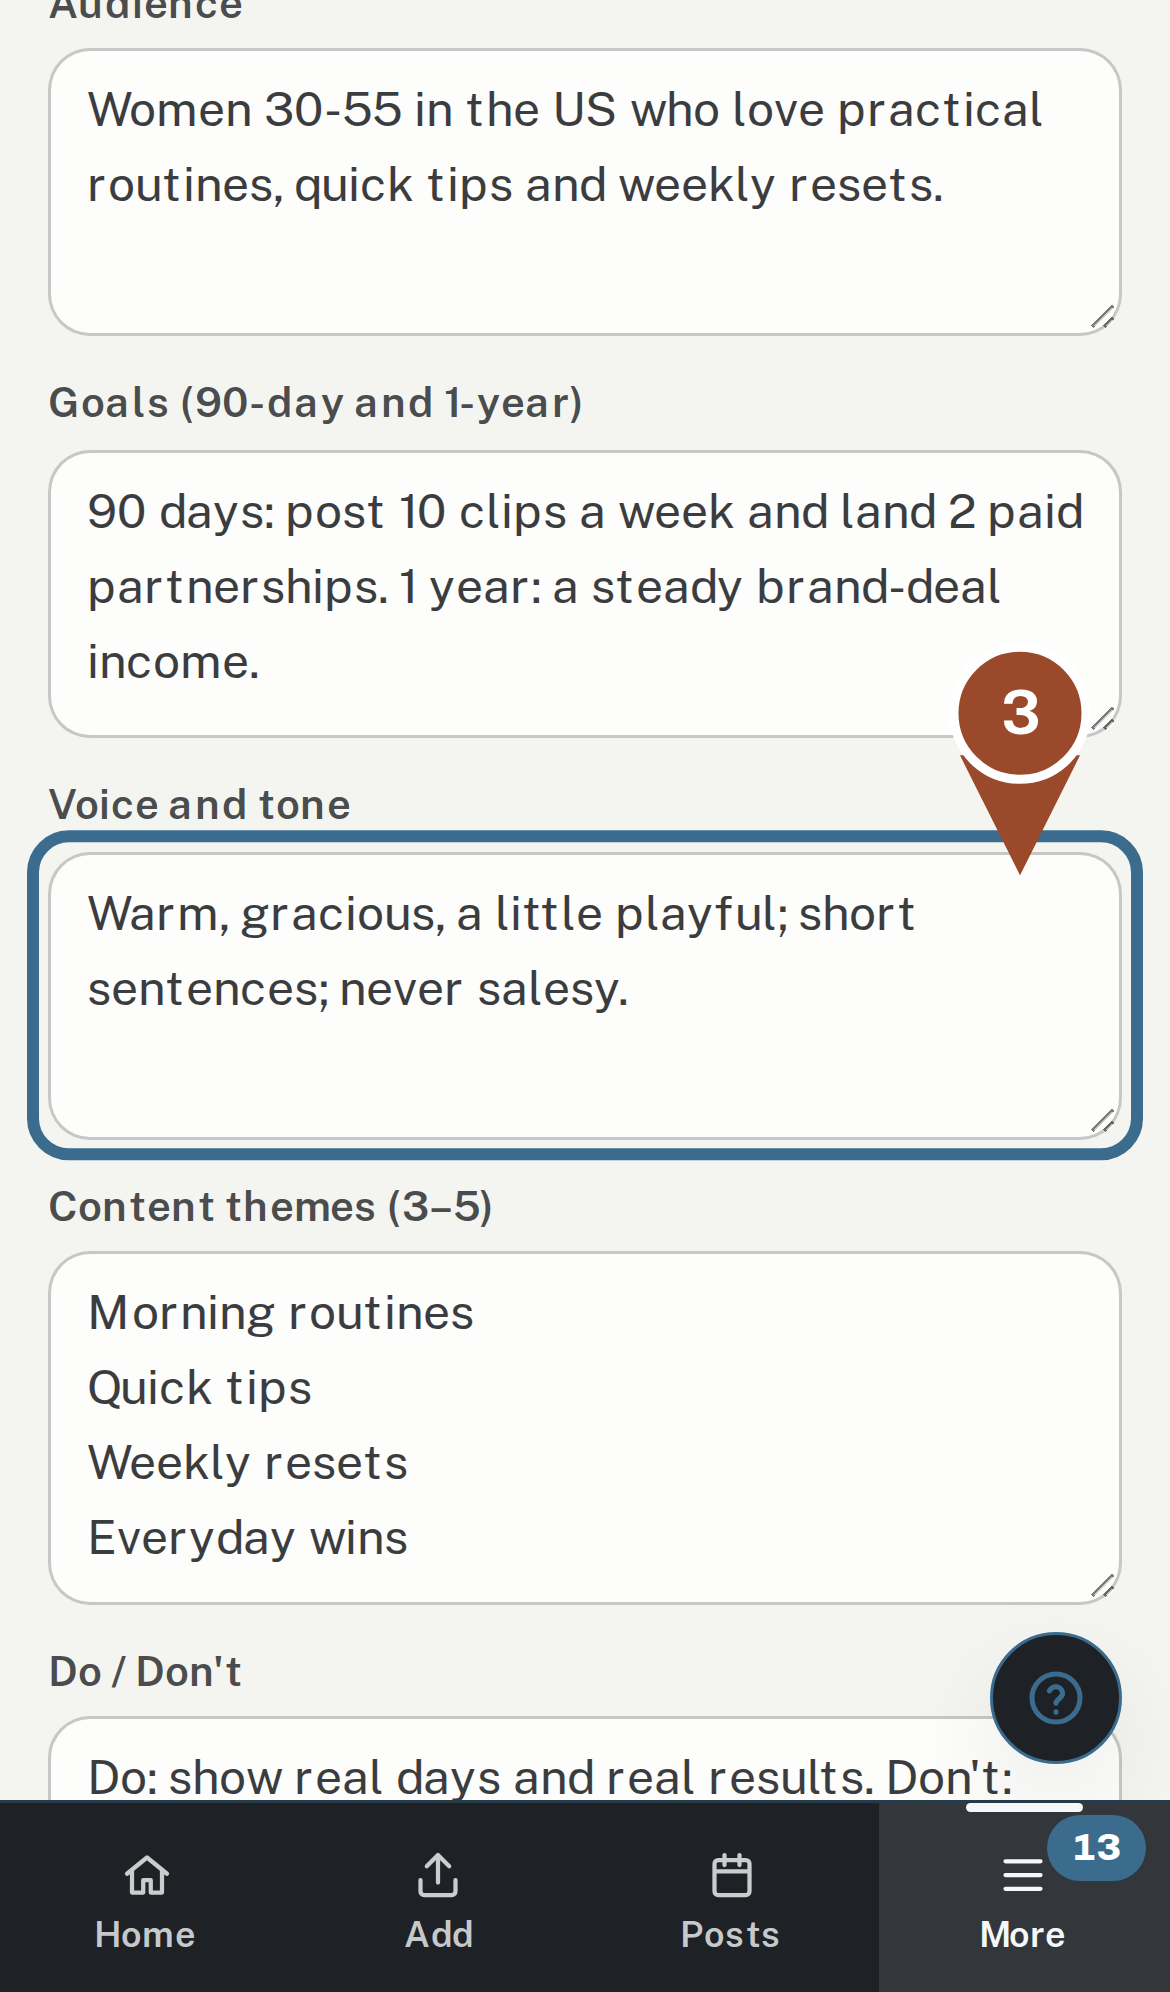 Audience
Women 30-55 in the US who love practical
routines, quick tips and weekly resets.
Goals (90-day and 1-year)
90 days: post 10 clips a week and land 2 paid
partnerships. 1 year: a steady brand-deal
income.
3
Voice and tone
Warm, gracious, a little playful; short
sentences; never salesy.
Content themes (3–5)
Morning routines
Quick tips
Weekly resets
Everyday wins
Do / Don't
?
Do: show real days and real results. Don't:
13
Home
Add
Posts
More